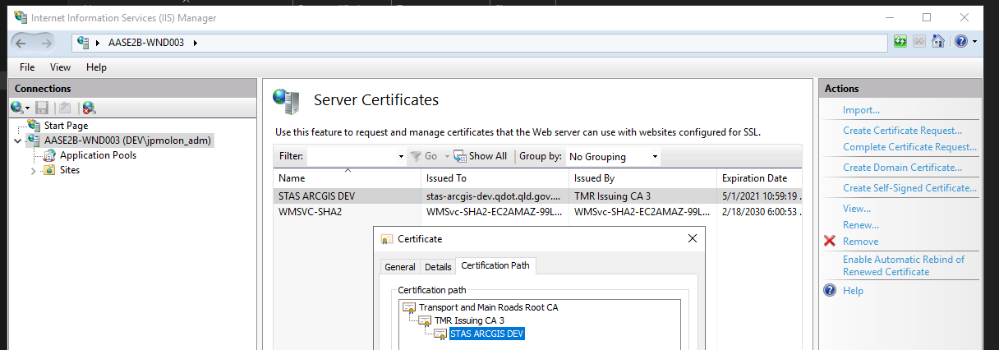 Internet Information Services (IIS) Manager
AASE2B-WND003
File View Help
Connections
Start Page
AASE2B-WND003 (DEV\jpmolon_adm)
Application Pools
Sites
Server Certificates
Use this feature to request and manage certificates that the Web server can use with websites configured for SSL.
Filter: Go Show All Group by: No Grouping
Name Issued To Issued By Expiration Date
STAS ARCGIS DEV stas-arcgis-dev.qdot.qld.gov.... TMR Issuing CA 3 5/1/2021 10:59:19 ..
WMSVC-SHA2 WMSvc-SHA2-EC2AMAZ-99L... WMSvc-SHA2-EC2AMAZ-99L... 2/18/2030 6:00:53 ..
Certificate
General Details Certification Path
Certification path
Transport and Main Roads Root CA
TMR Issuing CA 3
STAS ARCGIS DEV
Actions
Import...
Create Certificate Request...
Complete Certificate Request...
Create Domain Certificate...
Create Self-Signed Certificate...
View...
Renew...
Remove
Enable Automatic Rebind of
Renewed Certificate
Help